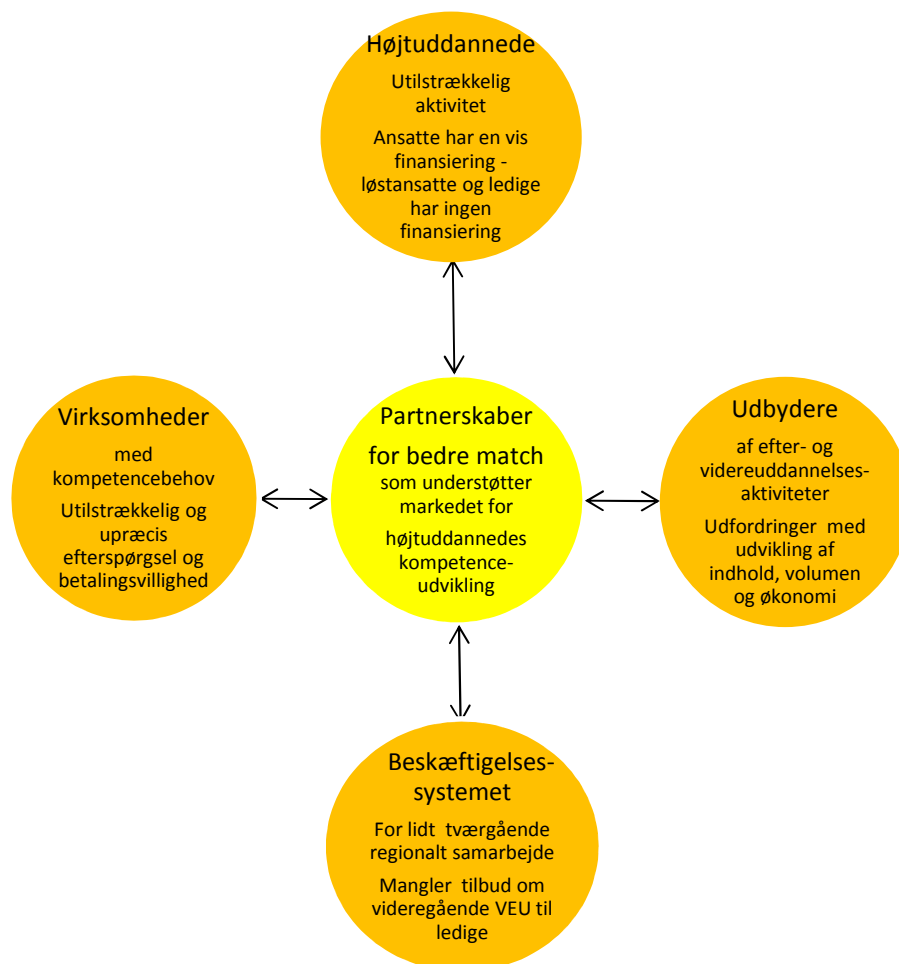 Højtuddannede
Utilstrækkelig
aktivitet
Ansatte har en vis
finansiering -
løstansatte og ledige
har ingen
finansiering
Virksomheder
med
kompetencebehov
Utilstrækkelig og
upræcis
efterspørgsel og
betalingsvillighed
Partnerskaber
for bedre match
som understøtter
markedet for
højtuddannedes
kompetence-
udvikling
Udbydere
af efter- og
videreuddannelses-
aktiviteter
Udfordringer med
udvikling af
indhold, volumen
og økonomi
Beskæftigelses-
systemet
For lidt tværgående
regionalt samarbejde
Mangler tilbud om
videregående VEU til
ledige